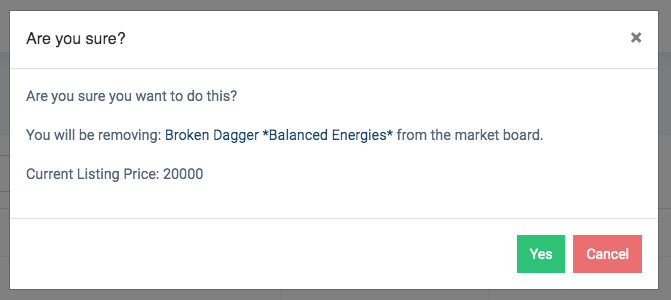 Are you sure?
Are you sure you want to do this?
You will be removing: Broken Dagger *Balanced Energies* from the market board.
Current Listing Price: 20000
Yes Cancel